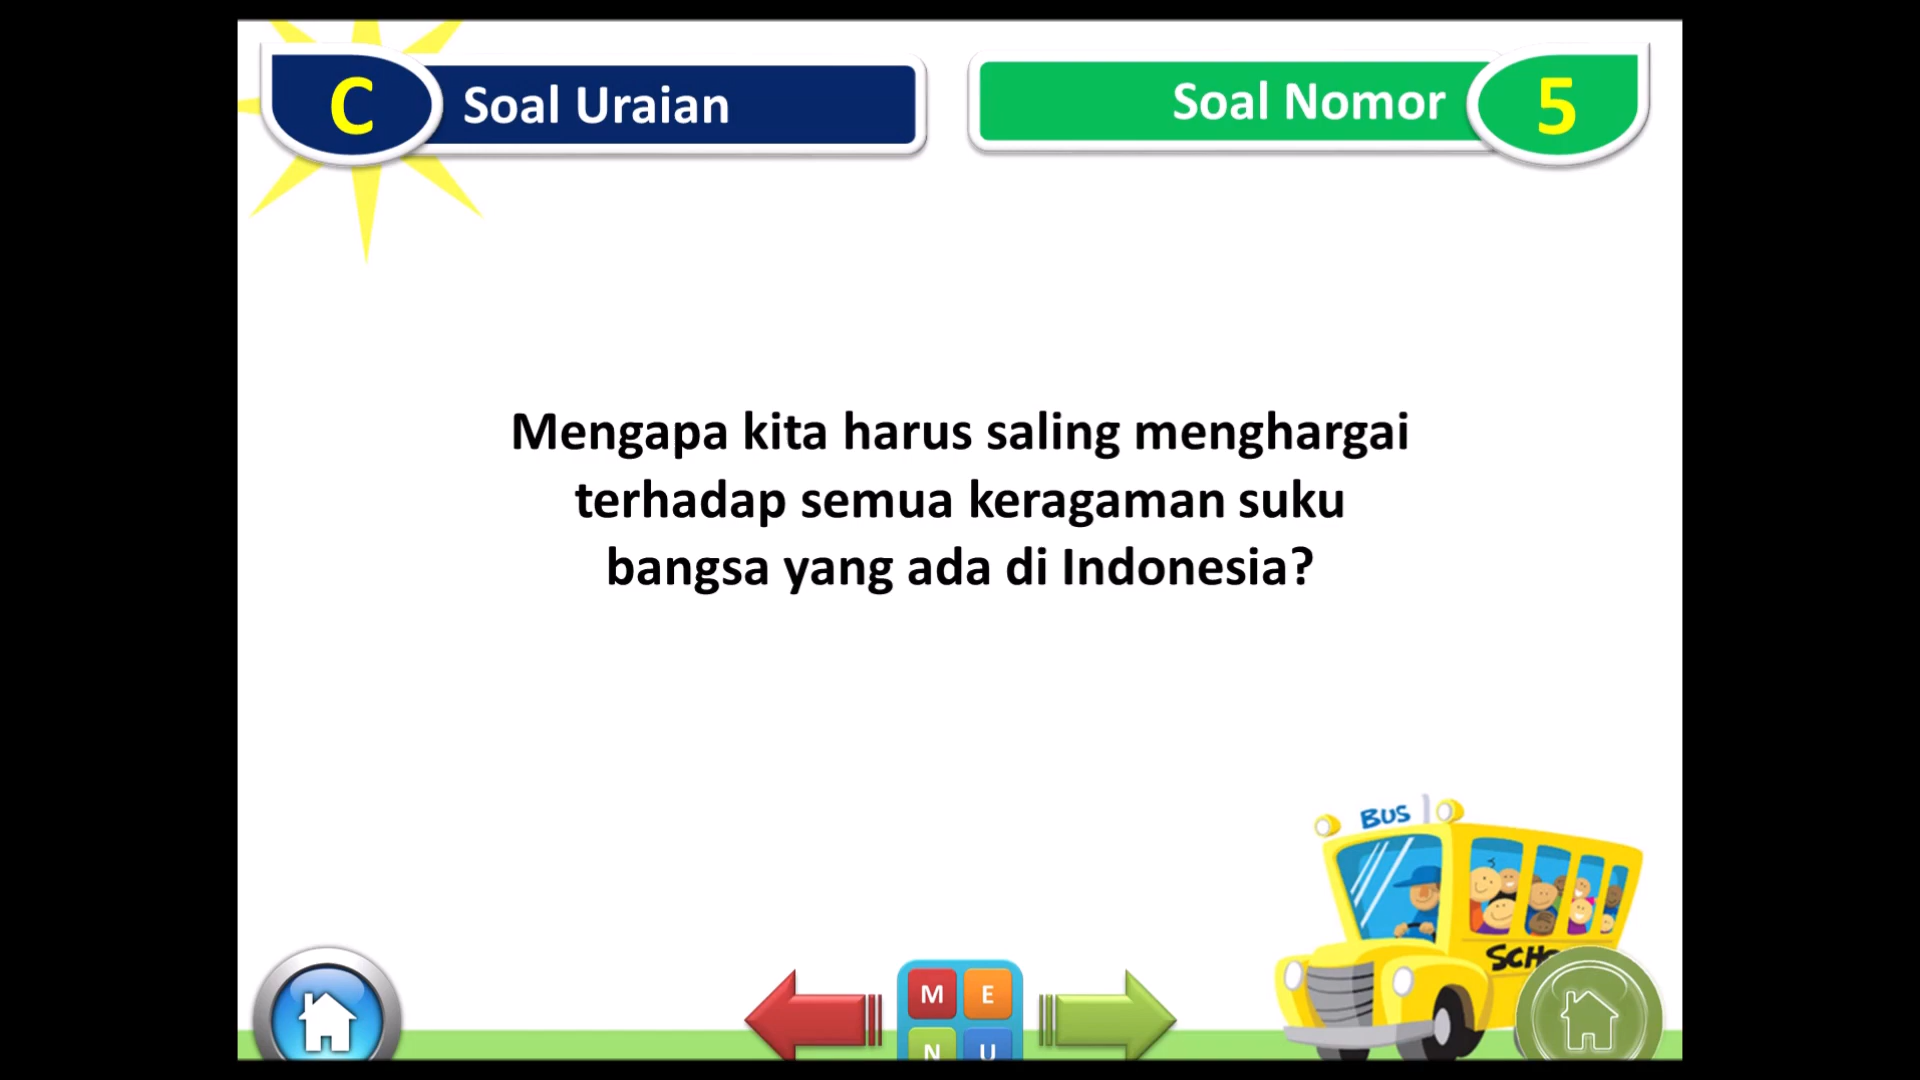 C Soal Uraian
Soal Nomor 5
Mengapa kita harus saling menghargai
terhadap semua keragaman suku
bangsa yang ada di Indonesia?
BUS
SCHO
M E
N U